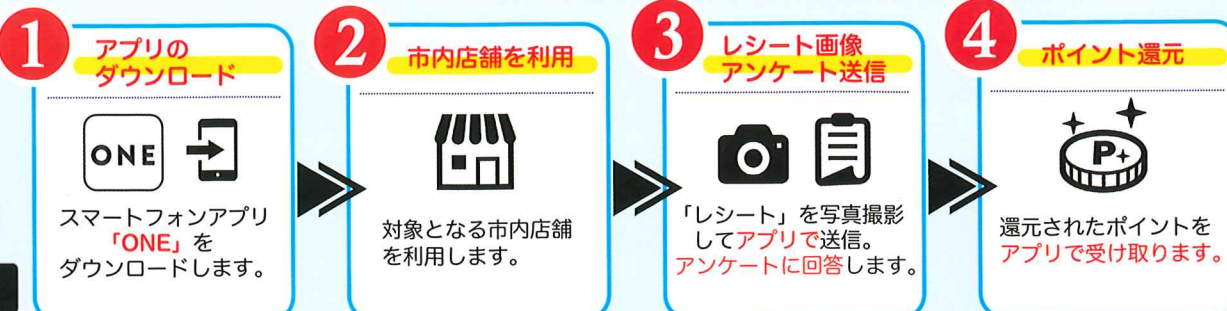 1
アプリの
ダウンロード
ONE
スマートフォンアプリ
「ONE」を
ダウンロードします。
2
市内店舗を利用
対象となる市内店舗
を利用します。
3
レシート画像
アンケート送信
「レシート」を写真撮影
してアプリで送信。
アンケートに回答します。
4
ポイント還元
P+
還元されたポイントを
アプリで受け取ります。